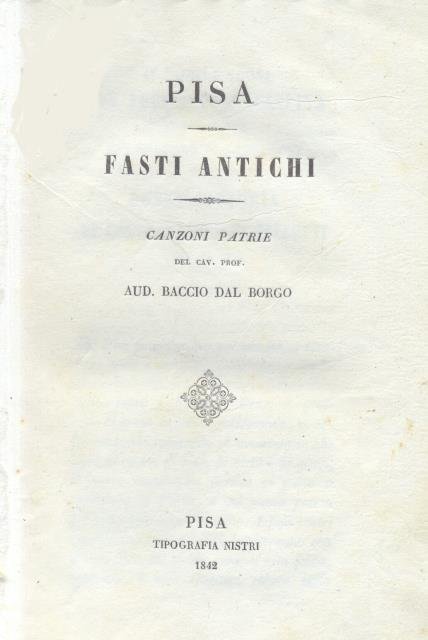 PISA
FASTI ANTICHI
CANZONI PATRIE
DEL CAV. PROF.
AUD. BACCIO DAL BORGO
PISA
TIPOGRAFIA NISTRI
1842